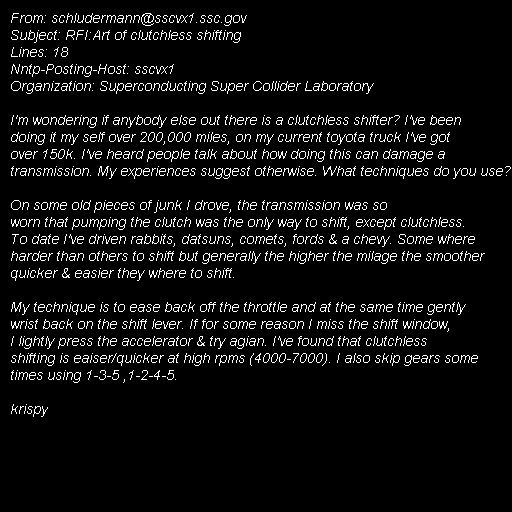 From: schludermann@sscvx1.ssc.gov
Subject: RFI:Art of clutchless shifting
Lines: 18
Nntp-Posting-Host: sscvx1
Organization: Superconducting Super Collider Laboratory

I'm wondering if anybody else out there is a clutchless shifter? I've been
doing it my self over 200,000 miles, on my current toyota truck I've got
over 150k. I've heard people talk about how doing this can damage a
transmission. My experiences suggest otherwise. What techniques do you use?

On some old pieces of junk I drove, the transmission was so
worn that pumping the clutch was the only way to shift, except clutchless.
To date I've driven rabbits, datsuns, comets, fords & a chevy. Some where
harder than others to shift but generally the higher the milage the smoother
quicker & easier they where to shift.

My technique is to ease back off the throttle and at the same time gently
wrist back on the shift lever. If for some reason I miss the shift window,
I lightly press the accelerator & try agian. I've found that clutchless
shifting is eaiser/quicker at high rpms (4000-7000). I also skip gears some
times using 1-3-5 ,1-2-4-5.

krispy